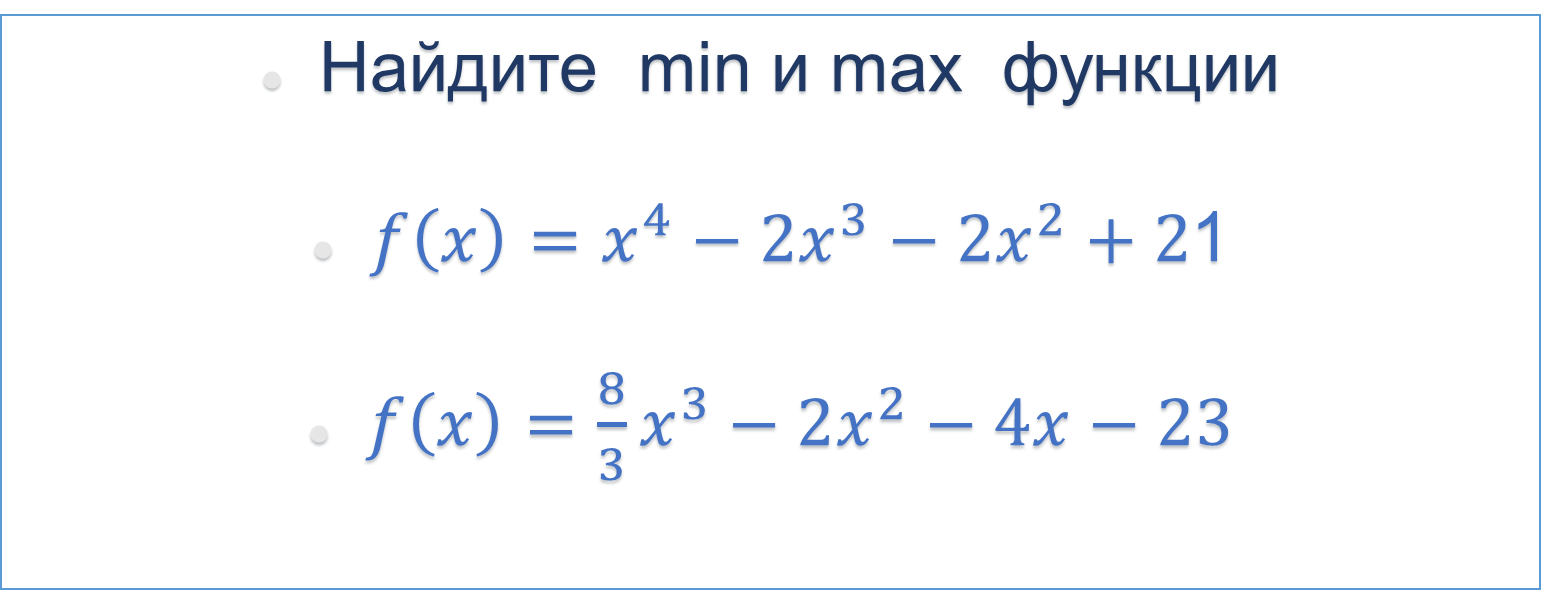 Найдите min и max функции
f(x) = x⁴ − 2x³ − 2x² + 21
f(x) = 8/3 x³ − 2x² − 4x − 23